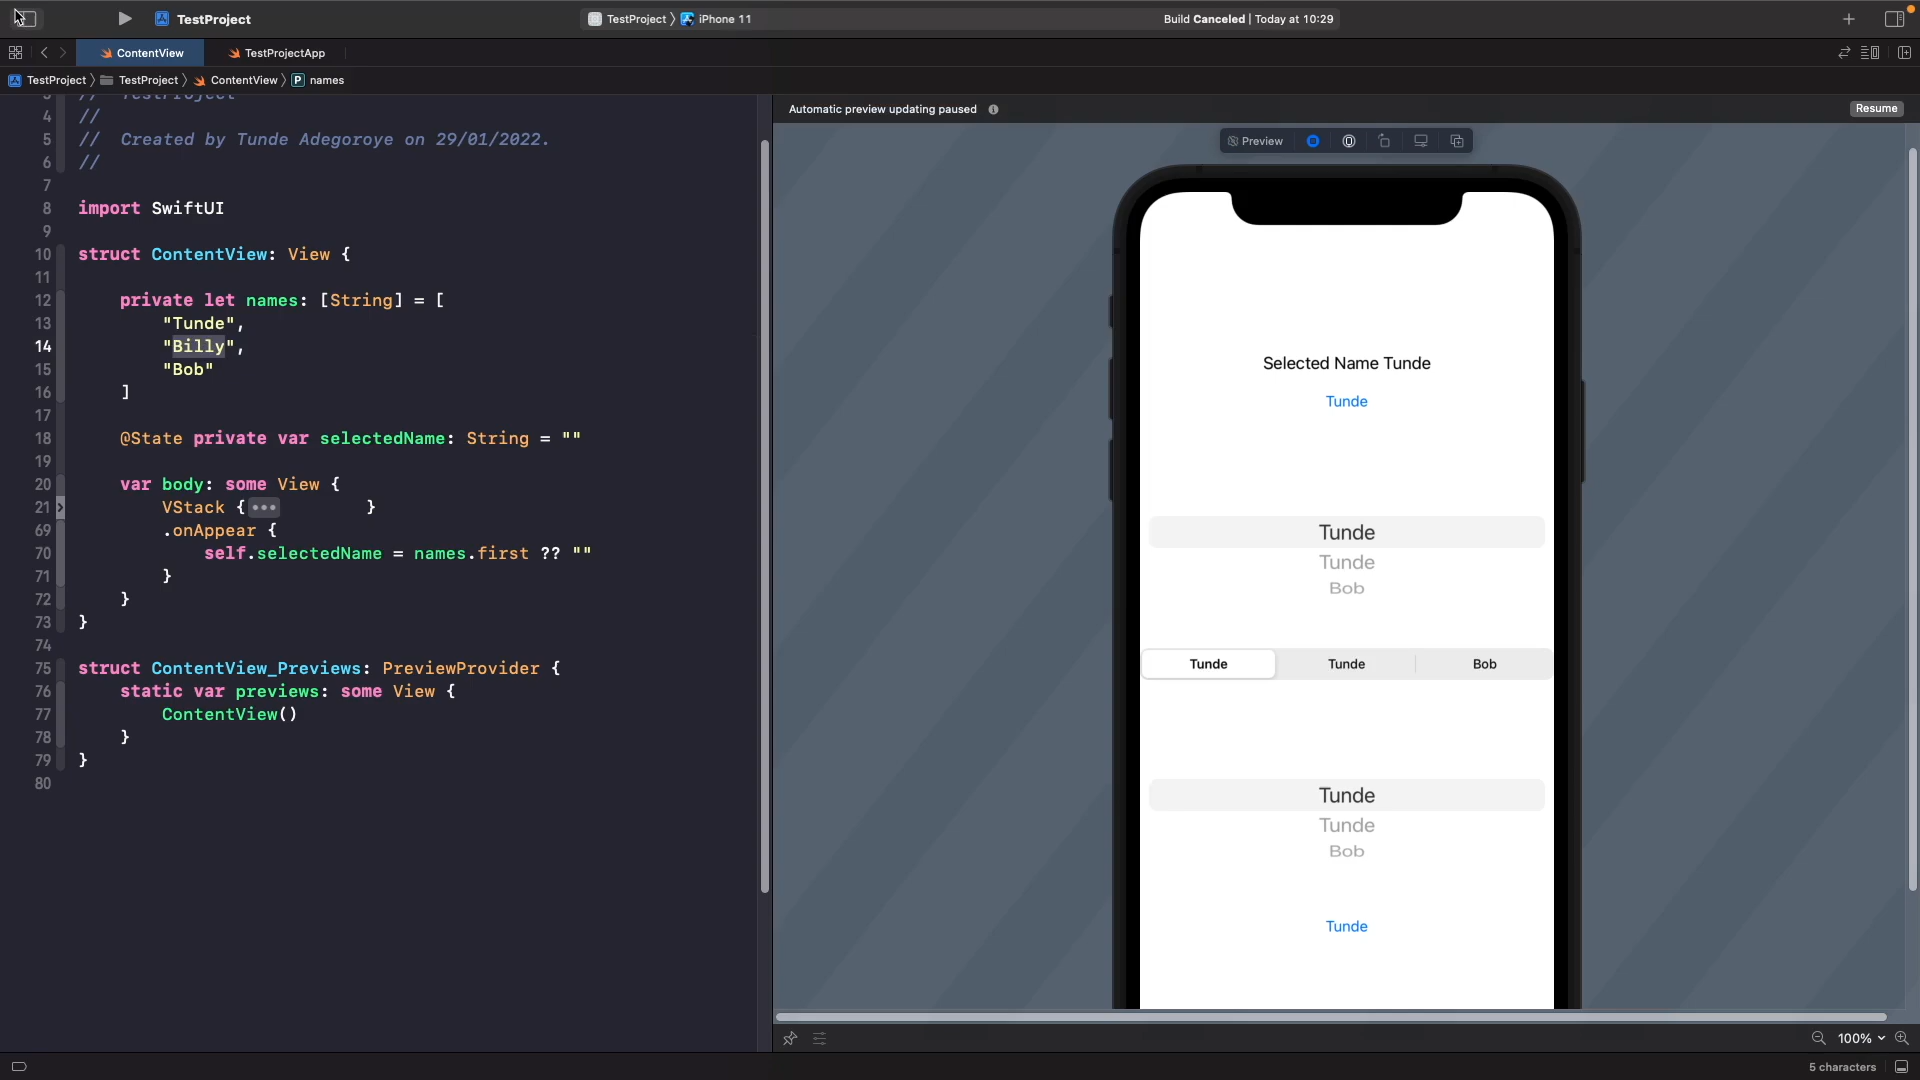 TestProject
TestProject 〉 iPhone 11
Build Canceled | Today at 10:29
ContentView
TestProjectApp
TestProject 〉 TestProject 〉 ContentView 〉 P names
3 // TestProject
4 //
5 // Created by Tunde Adegoroye on 29/01/2022.
6 //
7
8 import SwiftUI
9
10 struct ContentView: View {
11
12 private let names: [String] = [
13 "Tunde",
14 "Billy",
15 "Bob"
16 ]
17
18 @State private var selectedName: String = ""
19
20 var body: some View {
21 VStack {••• }
69 .onAppear {
70 self.selectedName = names.first ?? ""
71 }
72 }
73 }
74
75 struct ContentView_Previews: PreviewProvider {
76 static var previews: some View {
77 ContentView()
78 }
79 }
80
Automatic preview updating paused
Resume
Preview
Selected Name Tunde
Tunde
Tunde
Tunde
Bob
Tunde Tunde Bob
Tunde
Tunde
Bob
Tunde
100%
5 characters